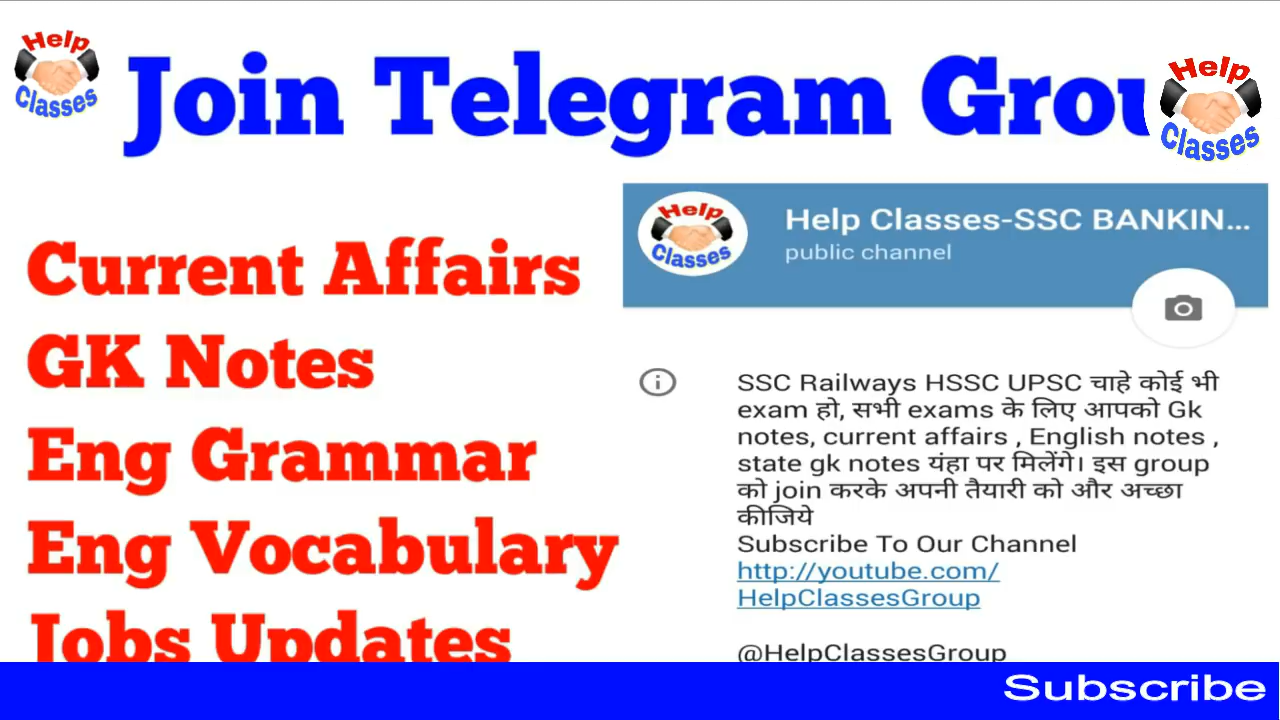 Help
Classes
Join Telegram Grou
Help
Classes
Current Affairs
GK Notes
Eng Grammar
Eng Vocabulary
Jobs Updates
Help
Classes
Help Classes-SSC BANKIN...
public channel
SSC Railways HSSC UPSC चाहे कोई भी
exam हो, सभी exams के लिए आपको Gk
notes, current affairs , English notes ,
state gk notes यंहा पर मिलेंगे। इस group
को join करके अपनी तैयारी को और अच्छा
कीजिये
Subscribe To Our Channel
http://youtube.com/
HelpClassesGroup
@HelpClassesGroup
Subscribe